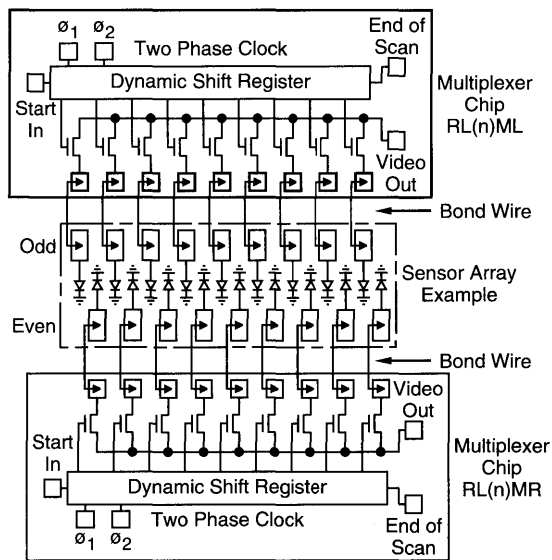 ø1 ø2
Two Phase Clock
End of
Scan
Dynamic Shift Register
Start
In
Multiplexer
Chip
RL(n)ML
Video
Out
Bond Wire
Odd
Sensor Array
Example
Even
Bond Wire
Video
Out
Start
In
Multiplexer
Chip
RL(n)MR
Dynamic Shift Register
ø1 ø2
Two Phase Clock
End of
Scan